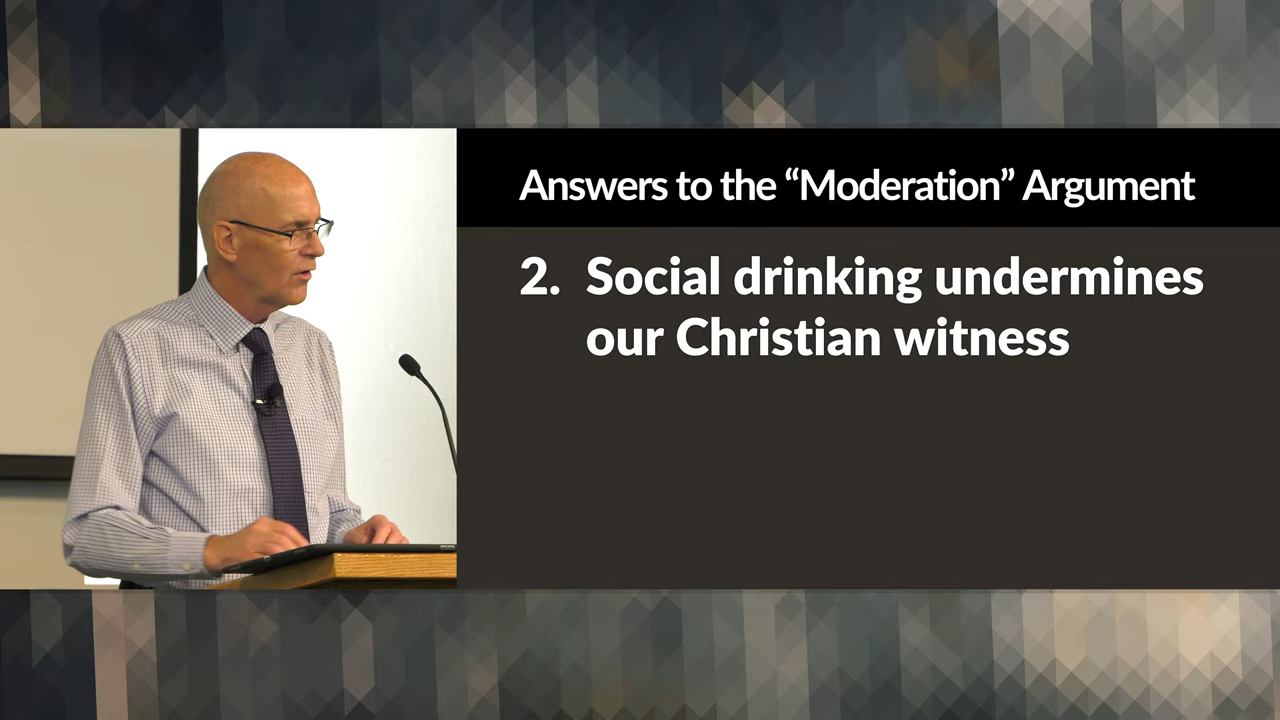 Answers to the “Moderation” Argument
2. Social drinking undermines
our Christian witness